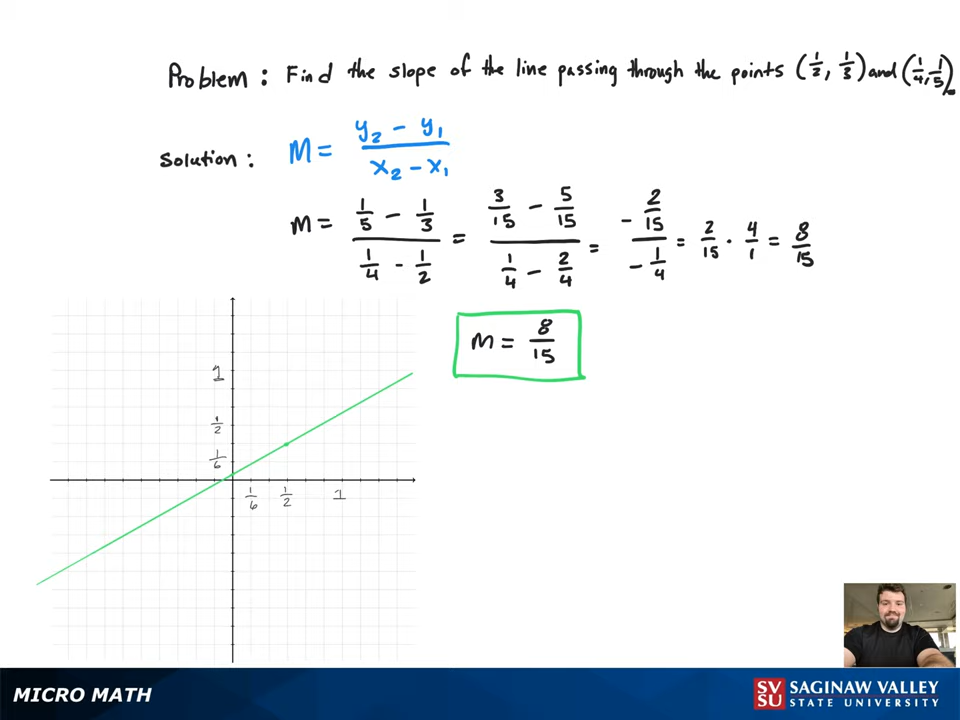 Problem: Find the slope of the line passing through the points (1/2, 1/3) and (1/4, 1/5).
Solution: M = (y₂ − y₁)/(x₂ − x₁)
m = (1/5 − 1/3)/(1/4 − 1/2) = (3/15 − 5/15)/(1/4 − 2/4) = (−2/15)/(−1/4) = 2/15 · 4/1 = 8/15
m = 8/15
1
1/2
1/6
1/6 1/2 1
MICRO MATH
SV SU SAGINAW VALLEY
STATE UNIVERSITY